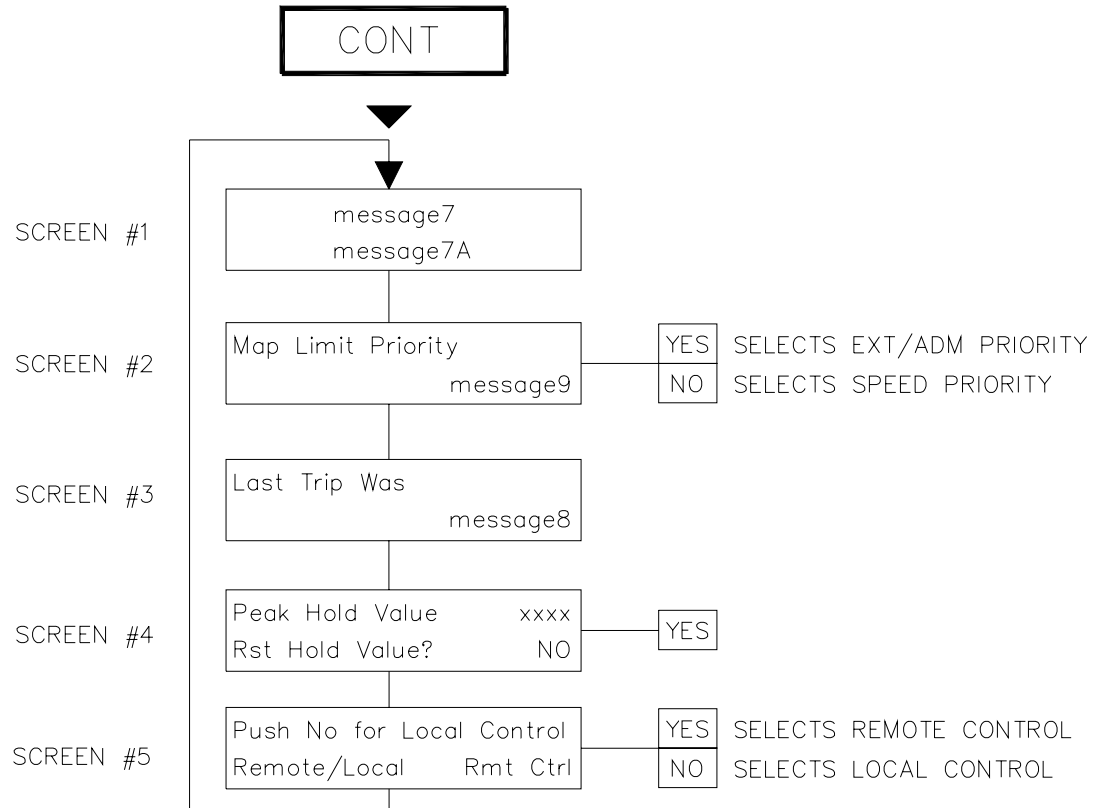 CONT
SCREEN #1
message7
message7A
SCREEN #2
Map Limit Priority
message9
YES SELECTS EXT/ADM PRIORITY
NO SELECTS SPEED PRIORITY
SCREEN #3
Last Trip Was
message8
SCREEN #4
Peak Hold Value xxxx
Rst Hold Value? NO
YES
SCREEN #5
Push No for Local Control
Remote/Local Rmt Ctrl
YES SELECTS REMOTE CONTROL
NO SELECTS LOCAL CONTROL